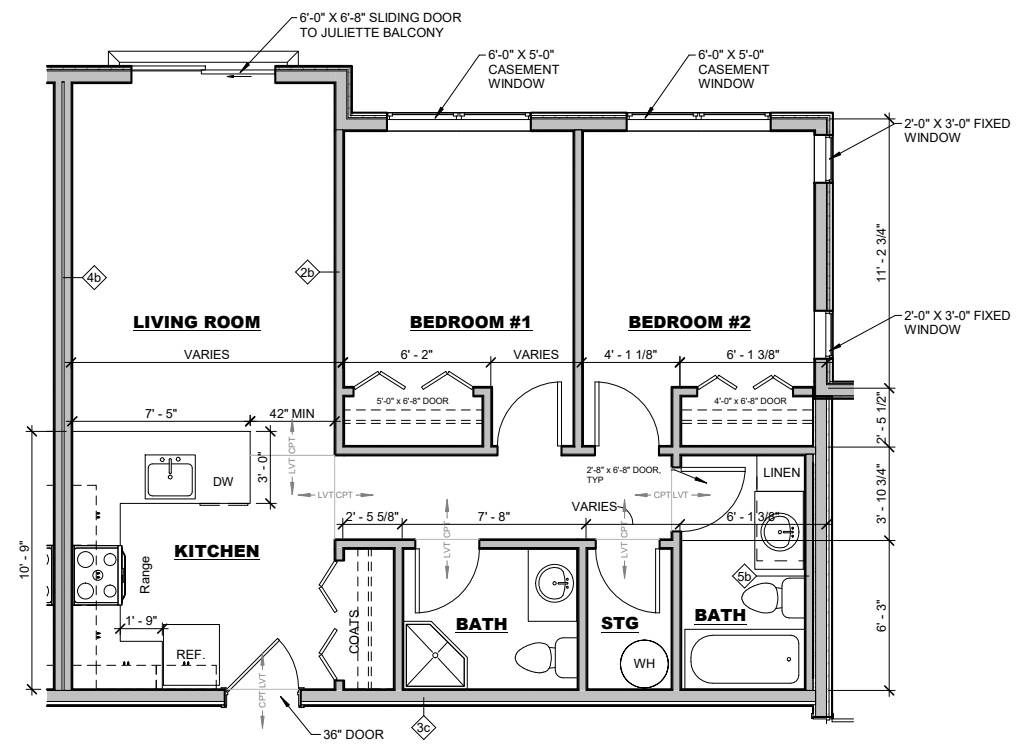 6'-0" X 6'-8" SLIDING DOOR
TO JULIETTE BALCONY
6'-0" X 5'-0"
CASEMENT
WINDOW
6'-0" X 5'-0"
CASEMENT
WINDOW
2'-0" X 3'-0" FIXED
WINDOW
11' - 2 3/4"
4b
2b
LIVING ROOM
BEDROOM #1
BEDROOM #2
2'-0" X 3'-0" FIXED
WINDOW
VARIES
6' - 2"
VARIES
4' - 1 1/8"
6' - 1 3/8"
5'-0" x 6'-8" DOOR
4'-0" x 6'-8" DOOR
7' - 5"
42" MIN
2' - 5 1/2"
LVT CPT
3' - 0"
DW
2'-8" x 6'-8" DOOR,
TYP
LINEN
LVT CPT
CPT LVT
VARIES
3' - 10 3/4"
2' - 5 5/8"
7' - 8"
6' - 1 3/8"
LVT CPT
LVT CPT
10' - 9"
KITCHEN
Range
5b
6' - 3"
1' - 9"
COATS
BATH
STG
BATH
REF.
WH
CPT LVT
3c
36" DOOR